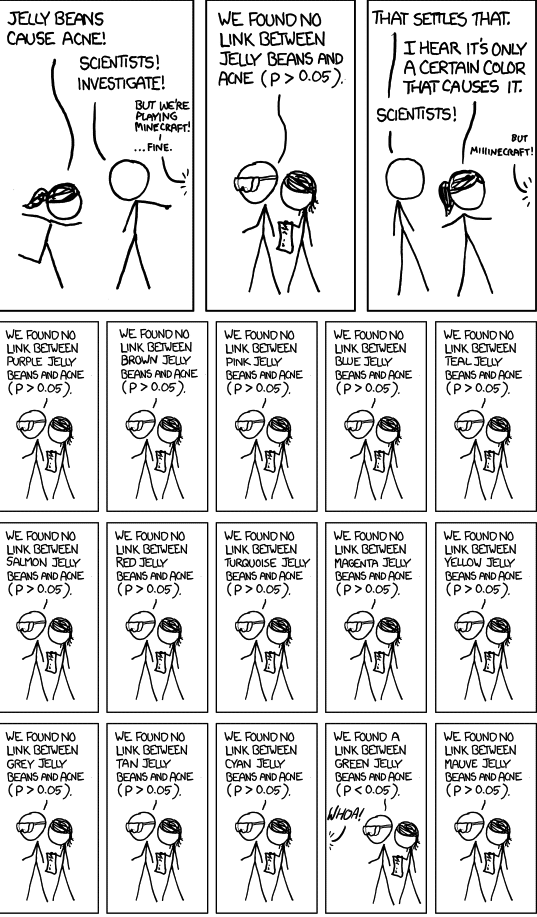 JELLY BEANS
CAUSE ACNE!
SCIENTISTS!
INVESTIGATE!
BUT WE'RE
PLAYING
MINECRAFT!
...FINE.
WE FOUND NO
LINK BETWEEN
JELLY BEANS AND
ACNE (P > 0.05).
THAT SETTLES THAT.
I HEAR IT'S ONLY
A CERTAIN COLOR
THAT CAUSES IT.
SCIENTISTS!
BUT
MIIIINECRAFT!
WE FOUND NO
LINK BETWEEN
PURPLE JELLY
BEANS AND ACNE
(P > 0.05).
WE FOUND NO
LINK BETWEEN
BROWN JELLY
BEANS AND ACNE
(P > 0.05).
WE FOUND NO
LINK BETWEEN
PINK JELLY
BEANS AND ACNE
(P > 0.05).
WE FOUND NO
LINK BETWEEN
BLUE JELLY
BEANS AND ACNE
(P > 0.05).
WE FOUND NO
LINK BETWEEN
TEAL JELLY
BEANS AND ACNE
(P > 0.05).
WE FOUND NO
LINK BETWEEN
SALMON JELLY
BEANS AND ACNE
(P > 0.05).
WE FOUND NO
LINK BETWEEN
RED JELLY
BEANS AND ACNE
(P > 0.05).
WE FOUND NO
LINK BETWEEN
TURQUOISE JELLY
BEANS AND ACNE
(P > 0.05).
WE FOUND NO
LINK BETWEEN
MAGENTA JELLY
BEANS AND ACNE
(P > 0.05).
WE FOUND NO
LINK BETWEEN
YELLOW JELLY
BEANS AND ACNE
(P > 0.05).
WE FOUND NO
LINK BETWEEN
GREY JELLY
BEANS AND ACNE
(P > 0.05).
WE FOUND NO
LINK BETWEEN
TAN JELLY
BEANS AND ACNE
(P > 0.05).
WE FOUND NO
LINK BETWEEN
CYAN JELLY
BEANS AND ACNE
(P > 0.05).
WE FOUND A
LINK BETWEEN
GREEN JELLY
BEANS AND ACNE
(P < 0.05).
WHOA!
WE FOUND NO
LINK BETWEEN
MAUVE JELLY
BEANS AND ACNE
(P > 0.05).